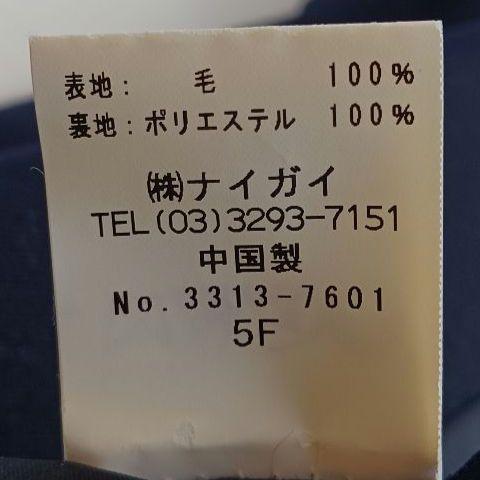 表地： 毛 100%
裏地：ポリエステル 100%
㈱ナイガイ
TEL(03)3293-7151
中国製
No.3313-7601
5F